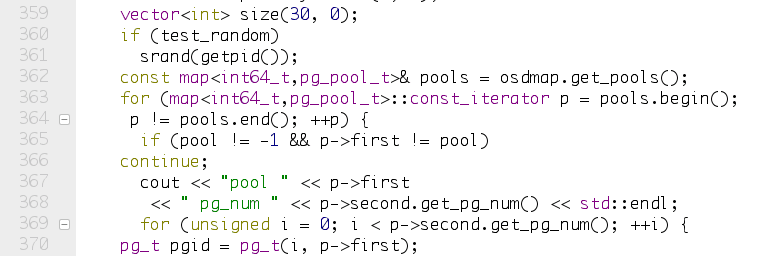 359 vector<int> size(30, 0);
360 if (test_random)
361 srand(getpid());
362 const map<int64_t,pg_pool_t>& pools = osdmap.get_pools();
363 for (map<int64_t,pg_pool_t>::const_iterator p = pools.begin();
364 p != pools.end(); ++p) {
365 if (pool != -1 && p->first != pool)
366 continue;
367 cout << "pool " << p->first
368 << " pg_num " << p->second.get_pg_num() << std::endl;
369 for (unsigned i = 0; i < p->second.get_pg_num(); ++i) {
370 pg_t pgid = pg_t(i, p->first);